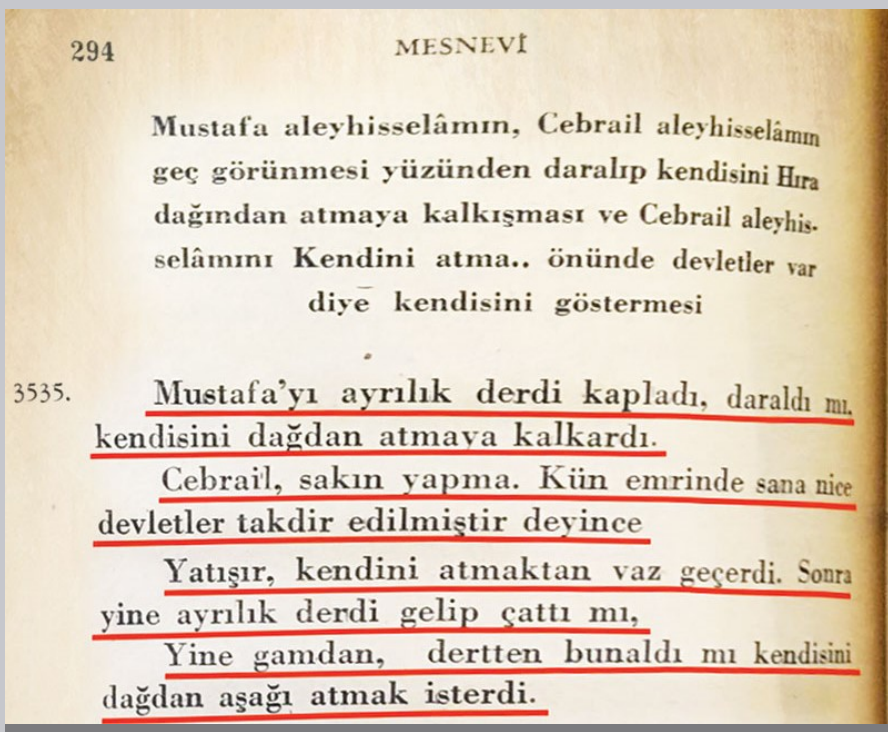 294
MESNEVİ
Mustafa aleyhisselâmın, Cebrail aleyhisselâmın
geç görünmesi yüzünden daralıp kendisini Hıra
dağından atmaya kalkışması ve Cebrail aleyhis-
selâmını Kendini atma.. önünde devletler var
diye kendisini göstermesi
3535. Mustafa'yı ayrılık derdi kapladı, daraldı mı,
kendisini dağdan atmaya kalkardı.
Cebrail, sakın yapma. Kün emrinde sana nice
devletler takdir edilmiştir deyince
Yatışır, kendini atmaktan vaz geçerdi. Sonra
yine ayrılık derdi gelip çattı mı,
Yine gamdan, dertten bunaldı mı kendisini
dağdan aşağı atmak isterdi.